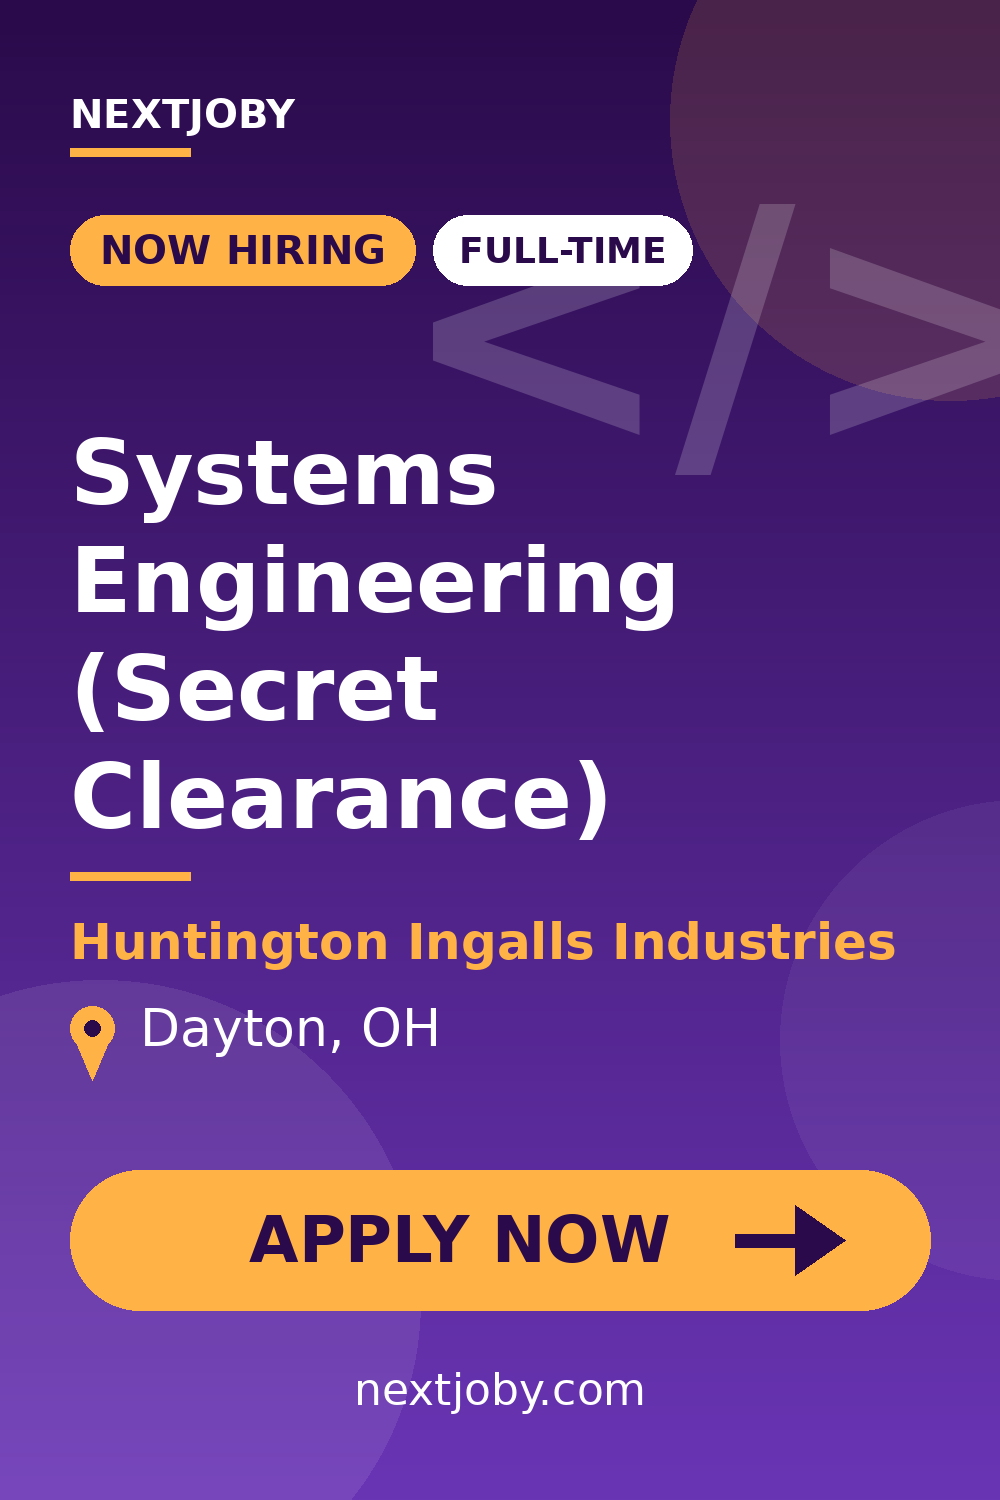 NEXTJOBY
NOW HIRING
FULL-TIME
</>
Systems
Engineering
(Secret
Clearance)
Huntington Ingalls Industries
Dayton, OH
APPLY NOW
nextjoby.com